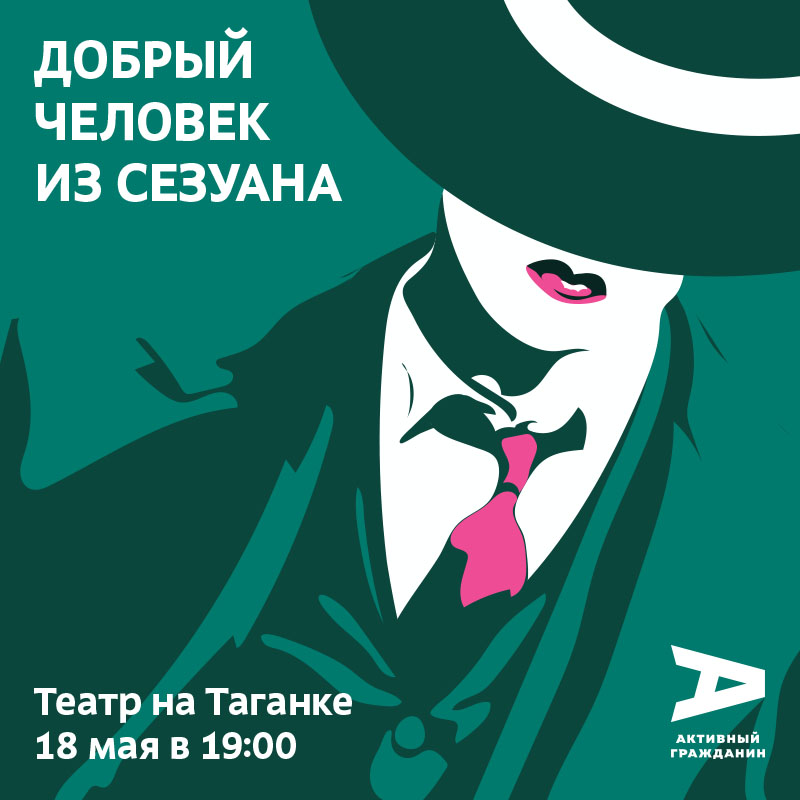 ДОБРЫЙ
ЧЕЛОВЕК
ИЗ СЕЗУАНА
Театр на Таганке
18 мая в 19:00
АКТИВНЫЙ
ГРАЖДАНИН